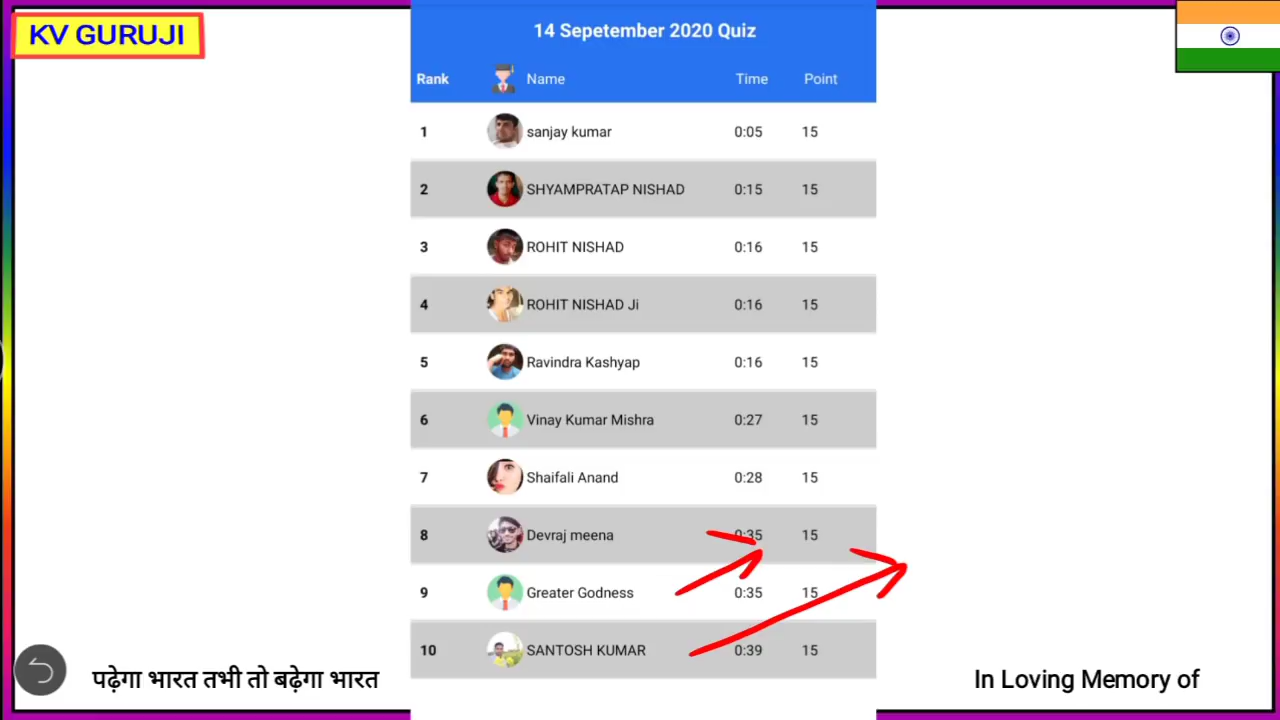 KV GURUJI
14 Sepetember 2020 Quiz
Rank Name Time Point
1 sanjay kumar 0:05 15
2 SHYAMPRATAP NISHAD 0:15 15
3 ROHIT NISHAD 0:16 15
4 ROHIT NISHAD Ji 0:16 15
5 Ravindra Kashyap 0:16 15
6 Vinay Kumar Mishra 0:27 15
7 Shaifali Anand 0:28 15
8 Devraj meena 0:35 15
9 Greater Godness 0:35 15
10 SANTOSH KUMAR 0:39 15
पढ़ेगा भारत तभी तो बढ़ेगा भारत
In Loving Memory of